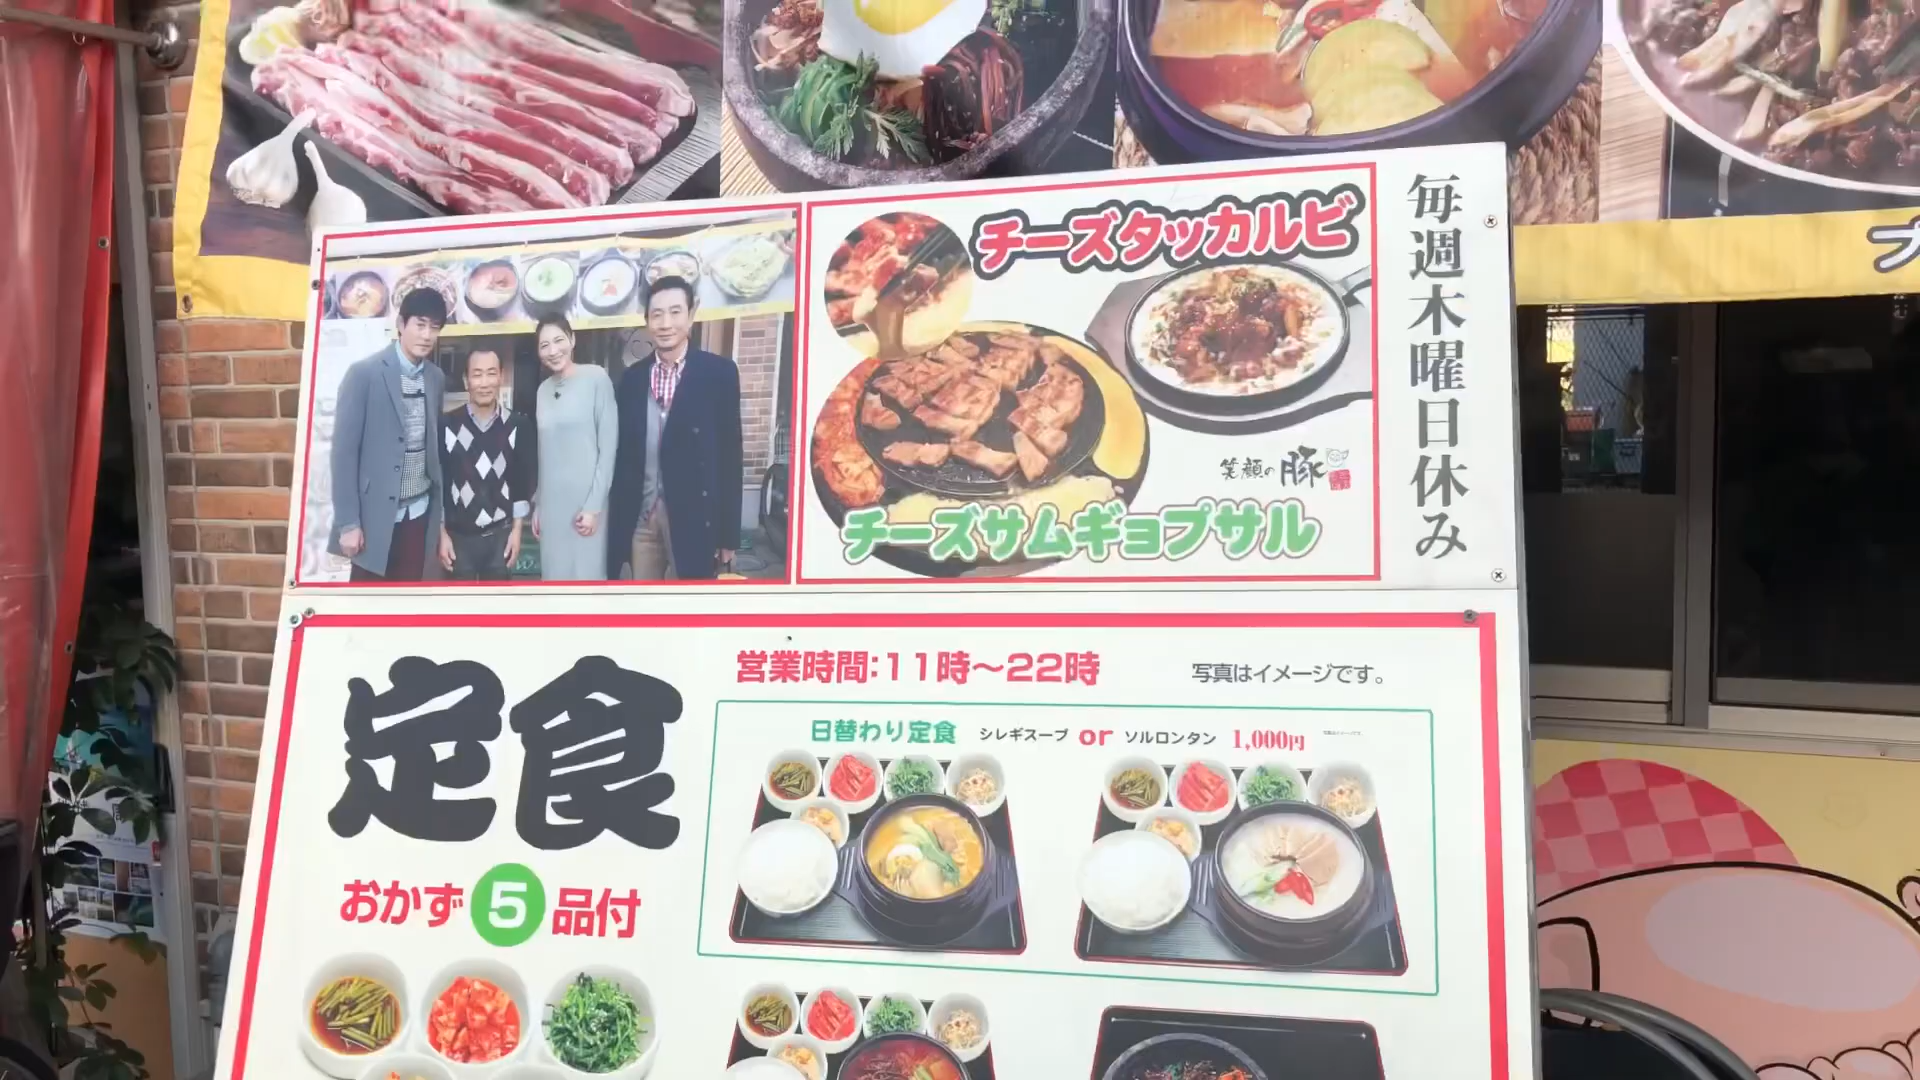 チーズタッカルビ
笑顔の豚
チーズサムギョプサル
毎週木曜日休み
定食
おかず5品付
営業時間:11時～22時
写真はイメージです。
日替わり定食 シレギスープ or ソルロンタン 1,000円